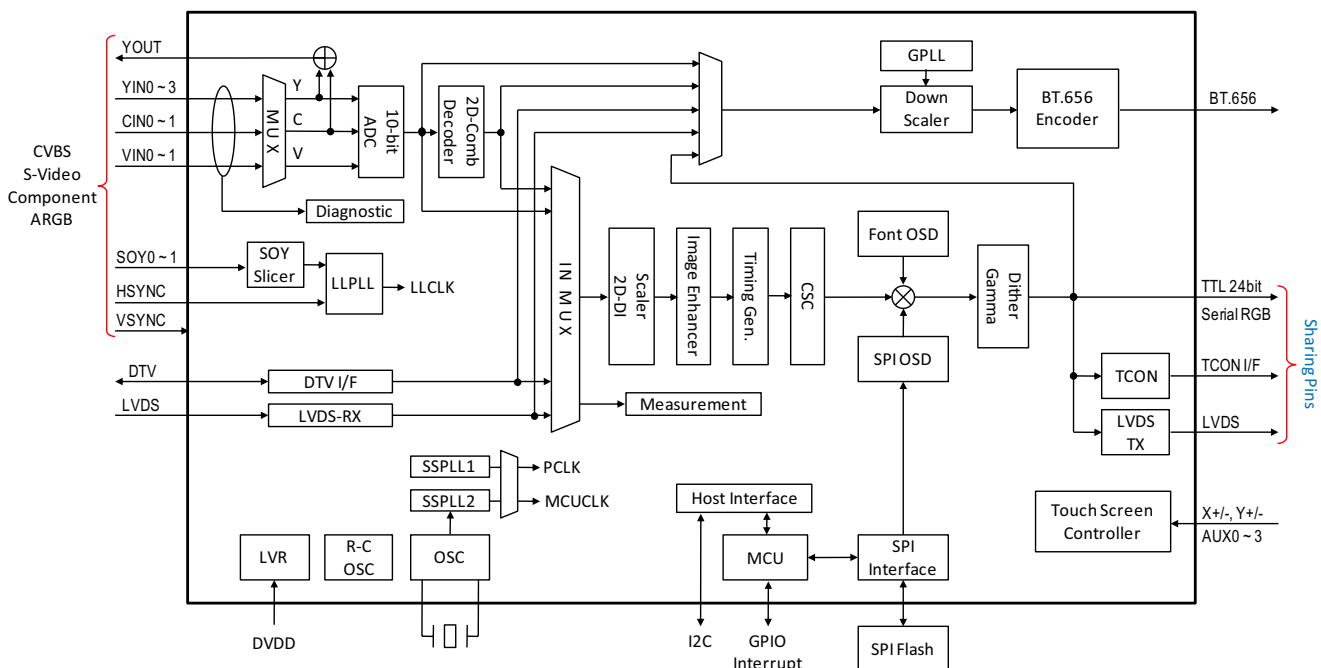 YOUT
YIN0 ~ 3
CIN0 ~ 1
VIN0 ~ 1
CVBS
S-Video
Component
ARGB
SOY0 ~ 1
HSYNC
VSYNC
DTV
LVDS
MUX
Y
C
V
10-bit
ADC
2D-Comb
Decoder
Diagnostic
SOY
Slicer
LLPLL
LLCLK
DTV I/F
LVDS-RX
IN MUX
Measurement
Scaler
2D-DI
Image
Enhancer
Timing Gen.
CSC
Font OSD
SPI OSD
Dither
Gamma
GPLL
Down
Scaler
BT.656
Encoder
BT.656
TTL 24bit
Serial RGB
TCON
TCON I/F
LVDS
TX
LVDS
Sharing Pins
SSPLL1
SSPLL2
PCLK
MCUCLK
LVR
R-C
OSC
OSC
DVDD
Host Interface
MCU
SPI
Interface
I2C
GPIO
Interrupt
SPI Flash
Touch Screen
Controller
X+/-, Y+/-
AUX0 ~ 3